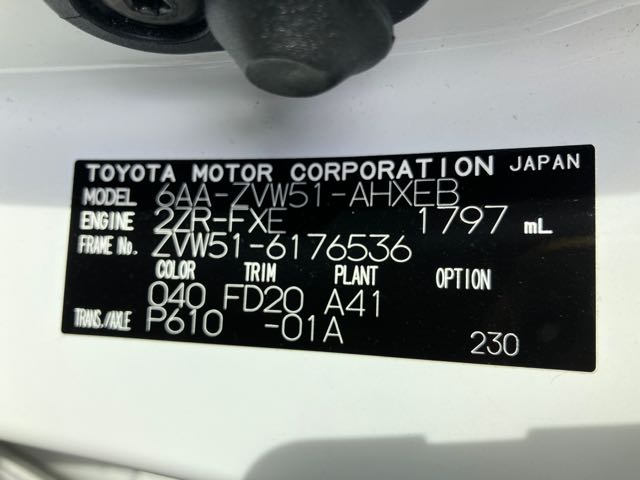 TOYOTA MOTOR CORPORATION JAPAN
MODEL 6AA-ZVW51-AHXEB
ENGINE 2ZR-FXE 1797 mL
FRAME No. ZVW51-6176536
COLOR TRIM PLANT OPTION
040 FD20 A41
TRANS./AXLE P610 -01A
230